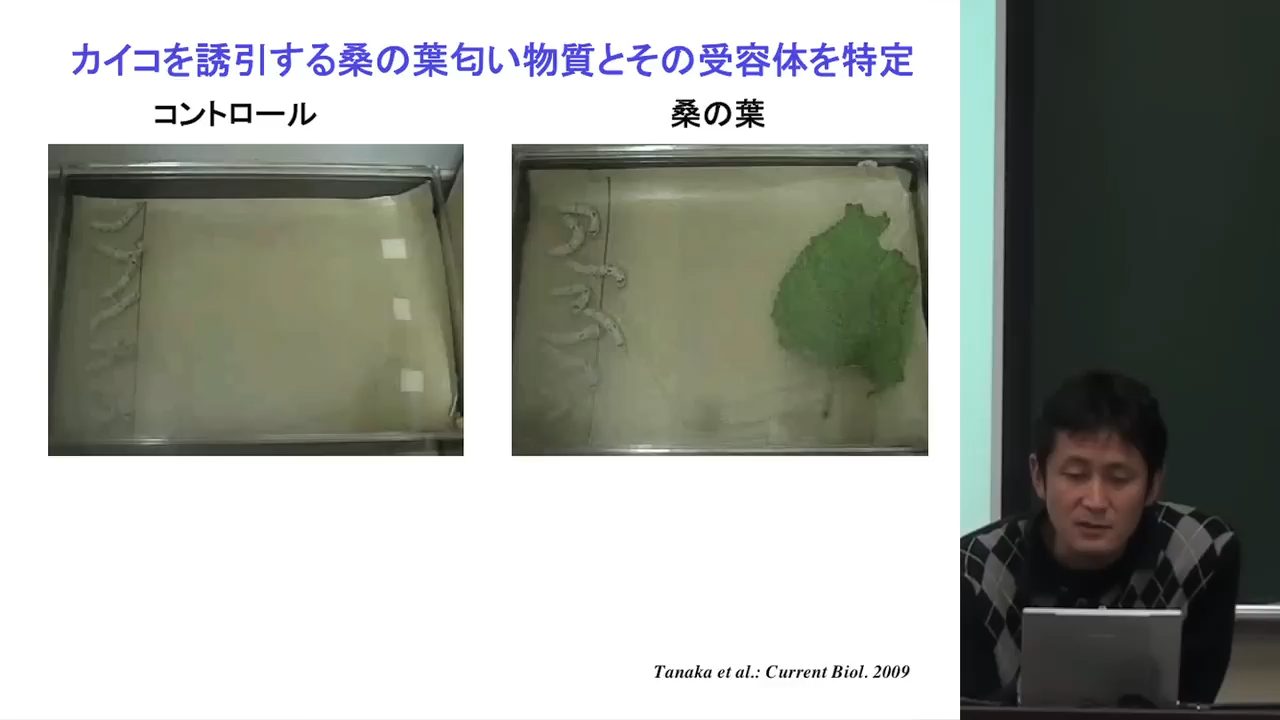 カイコを誘引する桑の葉匂い物質とその受容体を特定
コントロール
桑の葉
Tanaka et al.: Current Biol. 2009